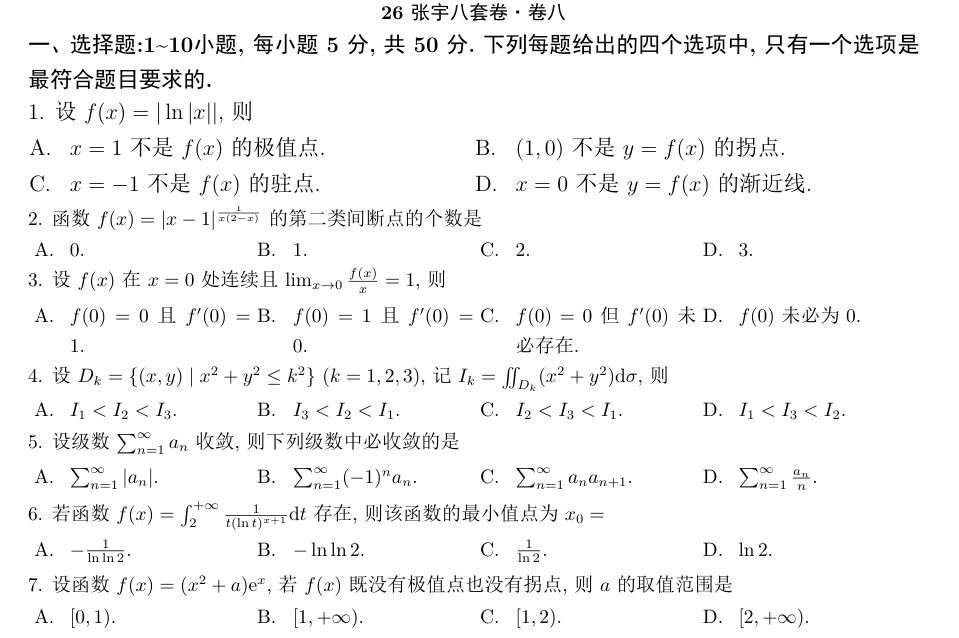 26 张宇八套卷·卷八
一、选择题:1~10小题, 每小题 5 分, 共 50 分. 下列每题给出的四个选项中, 只有一个选项是
最符合题目要求的.
1. 设 f(x) = |ln|x||, 则
A. x = 1 不是 f(x) 的极值点. B. (1,0) 不是 y = f(x) 的拐点.
C. x = −1 不是 f(x) 的驻点. D. x = 0 不是 y = f(x) 的渐近线.
2. 函数 f(x) = |x − 1|^{\frac{1}{x(2−x)}} 的第二类间断点的个数是
A. 0. B. 1. C. 2. D. 3.
3. 设 f(x) 在 x = 0 处连续且 lim_{x→0} \frac{f(x)}{x} = 1, 则
A. f(0) = 0 且 f′(0) = B. f(0) = 1 且 f′(0) = C. f(0) = 0 但 f′(0) 未 D. f(0) 未必为 0.
1. 0. 必存在.
4. 设 D_k = {(x, y) | x² + y² ≤ k²} (k = 1, 2, 3), 记 I_k = ∬_{D_k}(x² + y²)dσ, 则
A. I₁ < I₂ < I₃. B. I₃ < I₂ < I₁. C. I₂ < I₃ < I₁. D. I₁ < I₃ < I₂.
5. 设级数 ∑_{n=1}^{∞} a_n 收敛, 则下列级数中必收敛的是
A. ∑_{n=1}^{∞} |a_n|. B. ∑_{n=1}^{∞}(−1)^n a_n. C. ∑_{n=1}^{∞} a_n a_{n+1}. D. ∑_{n=1}^{∞} \frac{a_n}{n}.
6. 若函数 f(x) = ∫_2^{+∞} \frac{1}{t(ln t)^{x+1}} dt 存在, 则该函数的最小值点为 x₀ =
A. −\frac{1}{ln ln 2}. B. − ln ln 2. C. \frac{1}{ln 2}. D. ln 2.
7. 设函数 f(x) = (x² + a)e^x, 若 f(x) 既没有极值点也没有拐点, 则 a 的取值范围是
A. [0, 1). B. [1, +∞). C. [1, 2). D. [2, +∞).